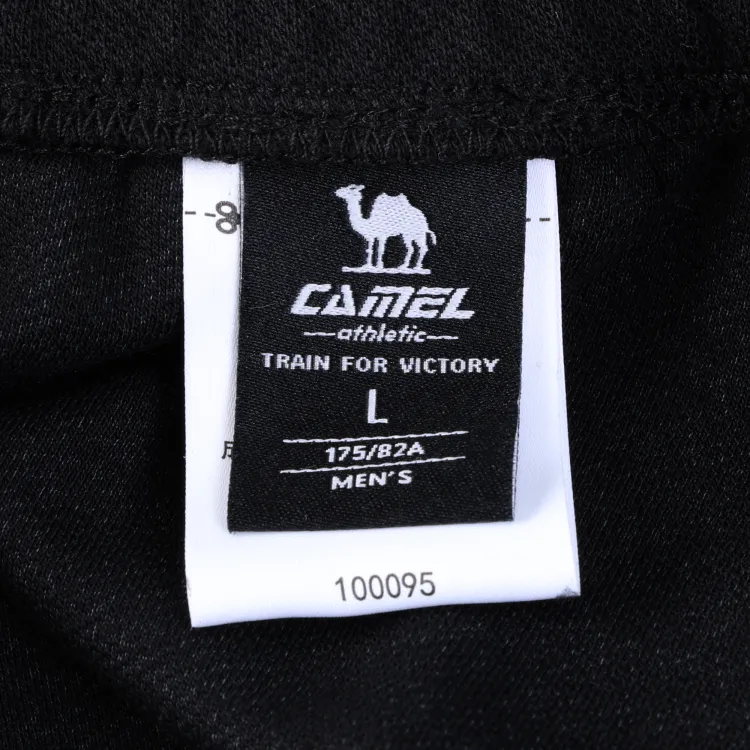 CAMEL
athletic
TRAIN FOR VICTORY
L
175/82A
MEN'S
100095